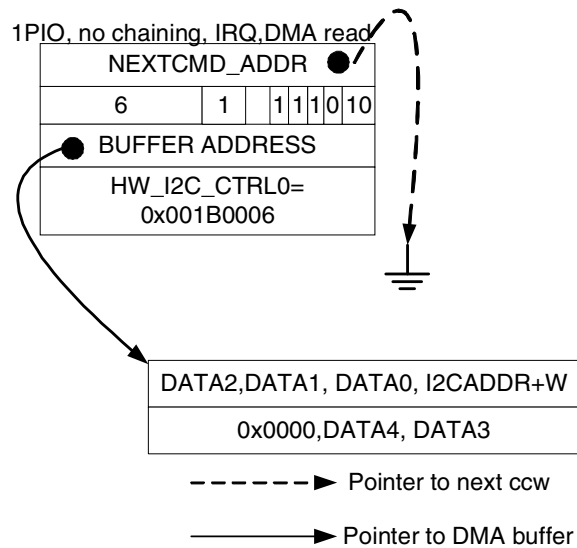 1PIO, no chaining, IRQ,DMA read
NEXTCMD_ADDR
6 1 1 1 1 0 10
BUFFER ADDRESS
HW_I2C_CTRL0=
0x001B0006
DATA2,DATA1, DATA0, I2CADDR+W
0x0000,DATA4, DATA3
Pointer to next ccw
Pointer to DMA buffer